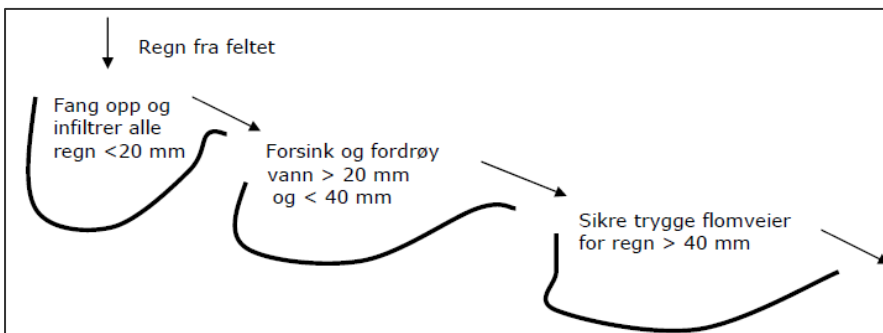 Regn fra feltet
Fang opp og
infiltrer alle
regn <20 mm
Forsink og fordrøy
vann > 20 mm
og < 40 mm
Sikre trygge flomveier
for regn > 40 mm